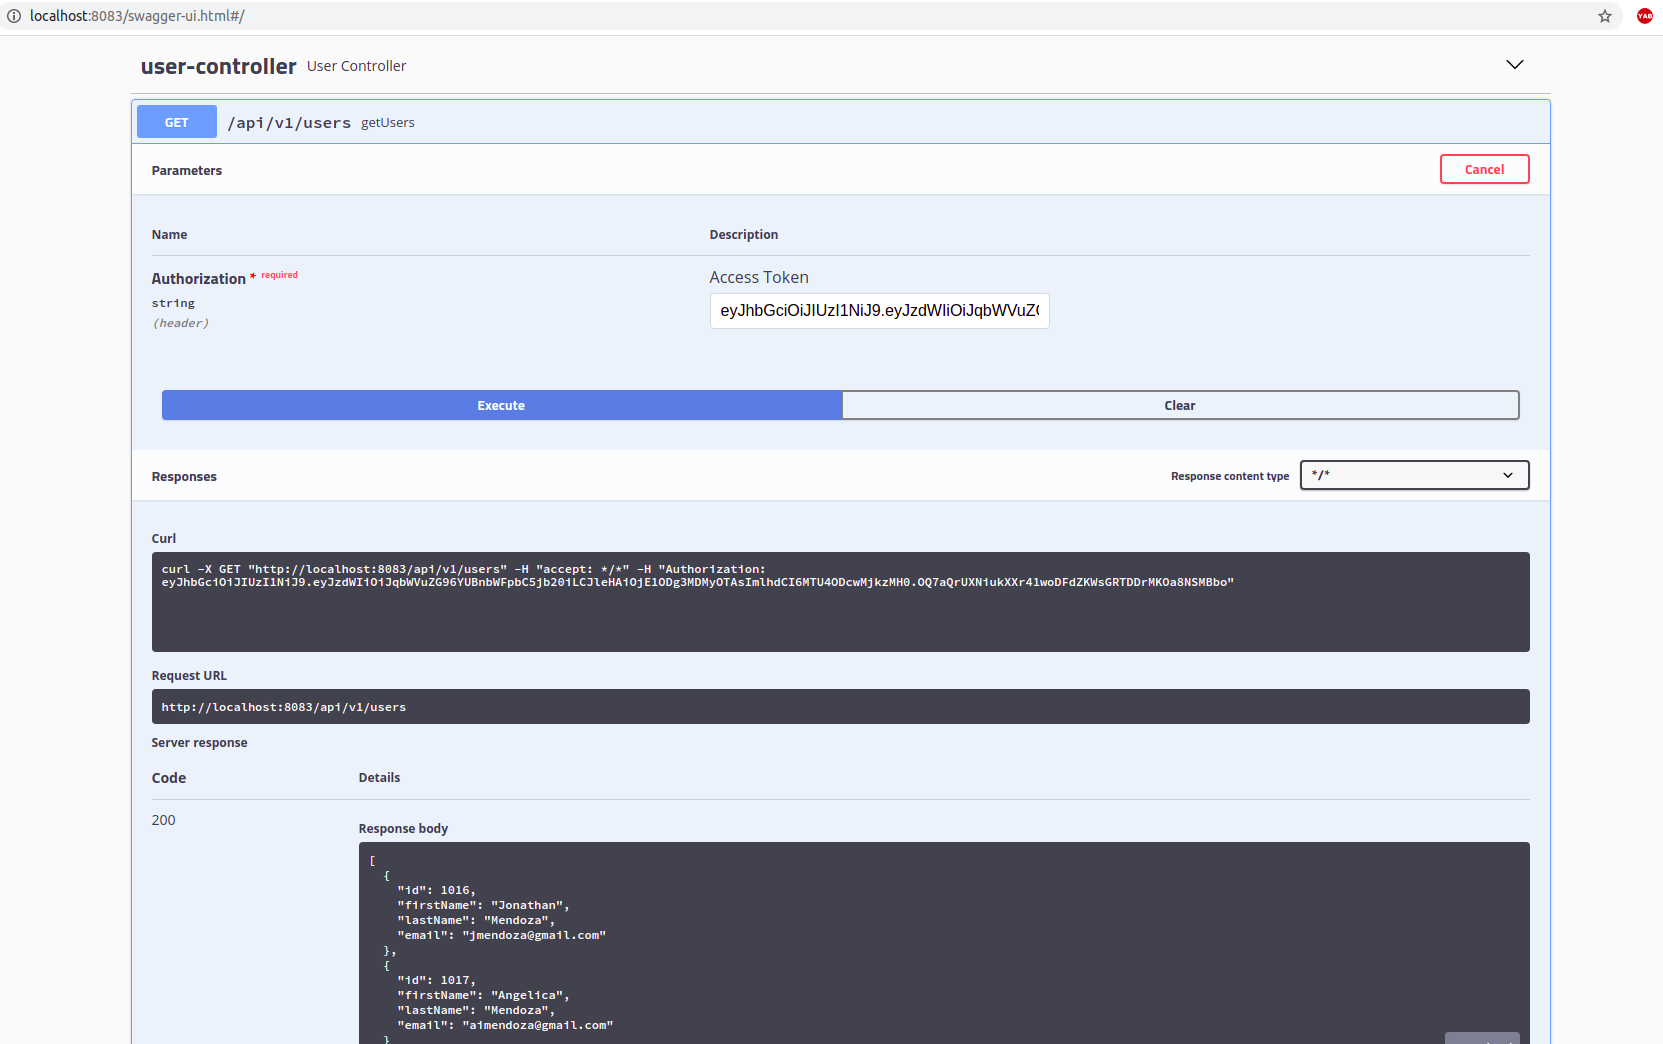 localhost:8083/swagger-ui.html#/
YAB
user-controller User Controller
GET /api/v1/users getUsers
Parameters Cancel
Name Description
Authorization * required Access Token
string
(header)
eyJhbGciOiJIUzI1NiJ9.eyJzdWIiOiJqbWVuZ
Execute Clear
Responses Response content type */*
Curl
curl -X GET "http://localhost:8083/api/v1/users" -H "accept: */*" -H "Authorization:
eyJhbGciOiJIUzI1NiJ9.eyJzdWIiOiJqbWVuZG96YUBnbWFpbC5jb20iLCJleHAiOjE1ODg3MDMyOTAsImlhdCI6MTU4ODcwMjkzMH0.OQ7aQrUXNiukXXr41woDFdZKWsGRTDDrMKOa8NSMBbo"
Request URL
http://localhost:8083/api/v1/users
Server response
Code Details
200
Response body
[
{
"id": 1016,
"firstName": "Jonathan",
"lastName": "Mendoza",
"email": "jmendoza@gmail.com"
},
{
"id": 1017,
"firstName": "Angelica",
"lastName": "Mendoza",
"email": "aimendoza@gmail.com"
}